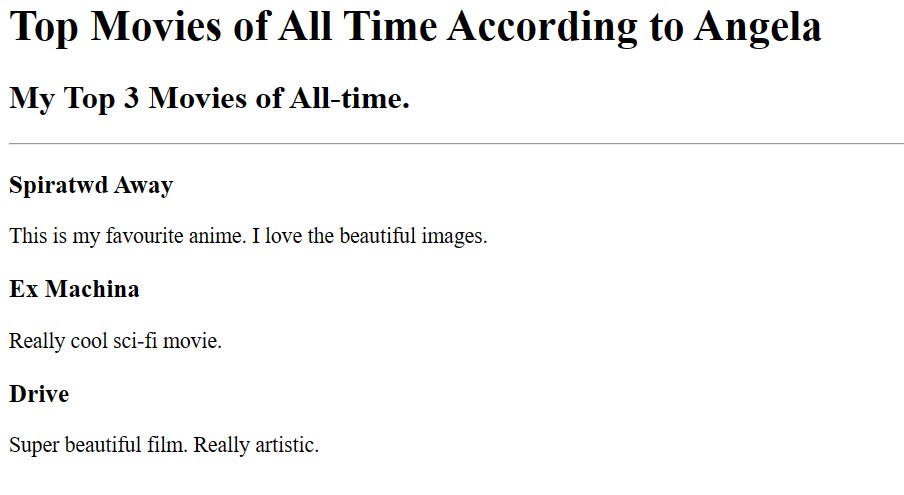 Top Movies of All Time According to Angela
My Top 3 Movies of All-time.
Spiratwd Away
This is my favourite anime. I love the beautiful images.
Ex Machina
Really cool sci-fi movie.
Drive
Super beautiful film. Really artistic.